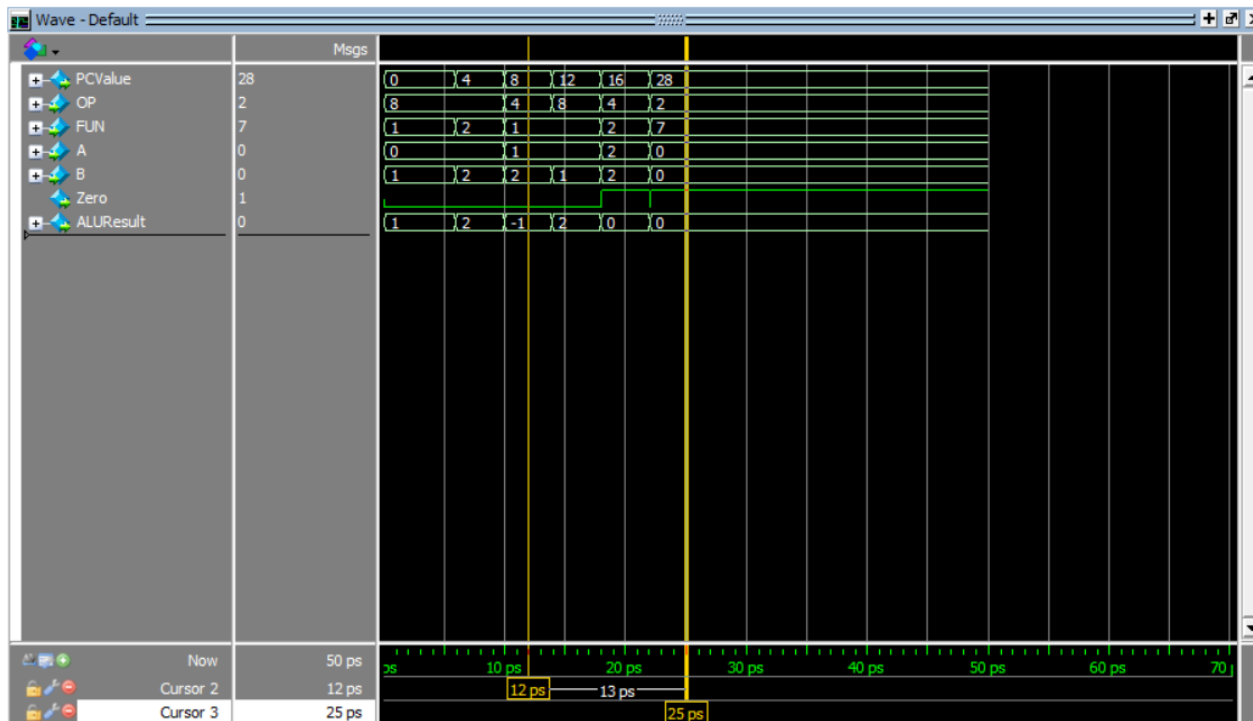 Wave - Default
Msgs
PCValue 28 0 4 8 12 16 28
OP 2 8 4 8 4 2
FUN 7 1 2 1 2 7
A 0 0 1 2 0
B 0 1 2 2 1 2 0
Zero 1
ALUResult 0 1 2 -1 2 0 0
Now 50 ps ps 10 ps 20 ps 30 ps 40 ps 50 ps 60 ps 70
Cursor 2 12 ps 12 ps 13 ps
Cursor 3 25 ps 25 ps